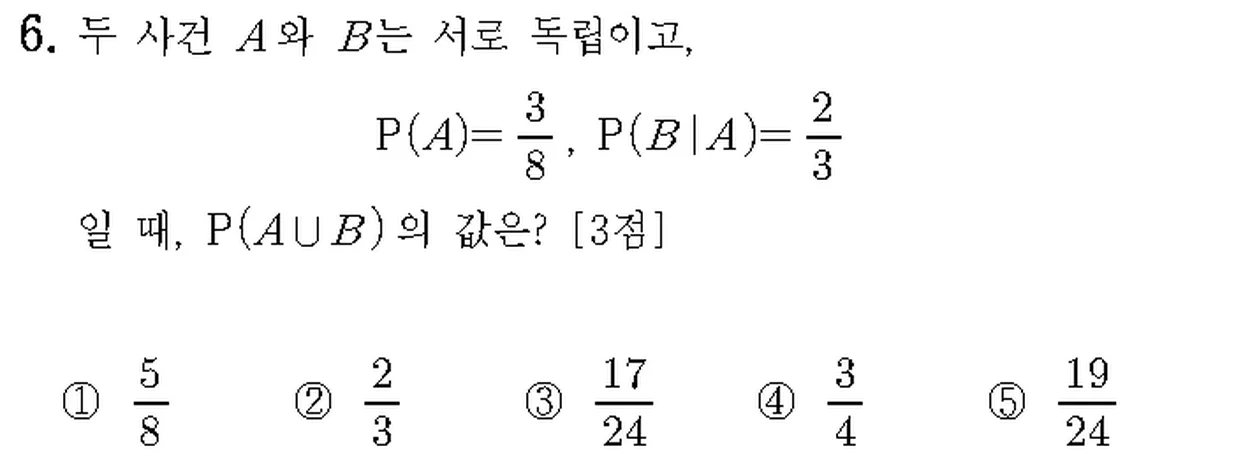 6. 두 사건 A와 B는 서로 독립이고,
P(A)=3/8, P(B|A)=2/3
일 때, P(A∪B)의 값은? [3점]
① 5/8 ② 2/3 ③ 17/24 ④ 3/4 ⑤ 19/24